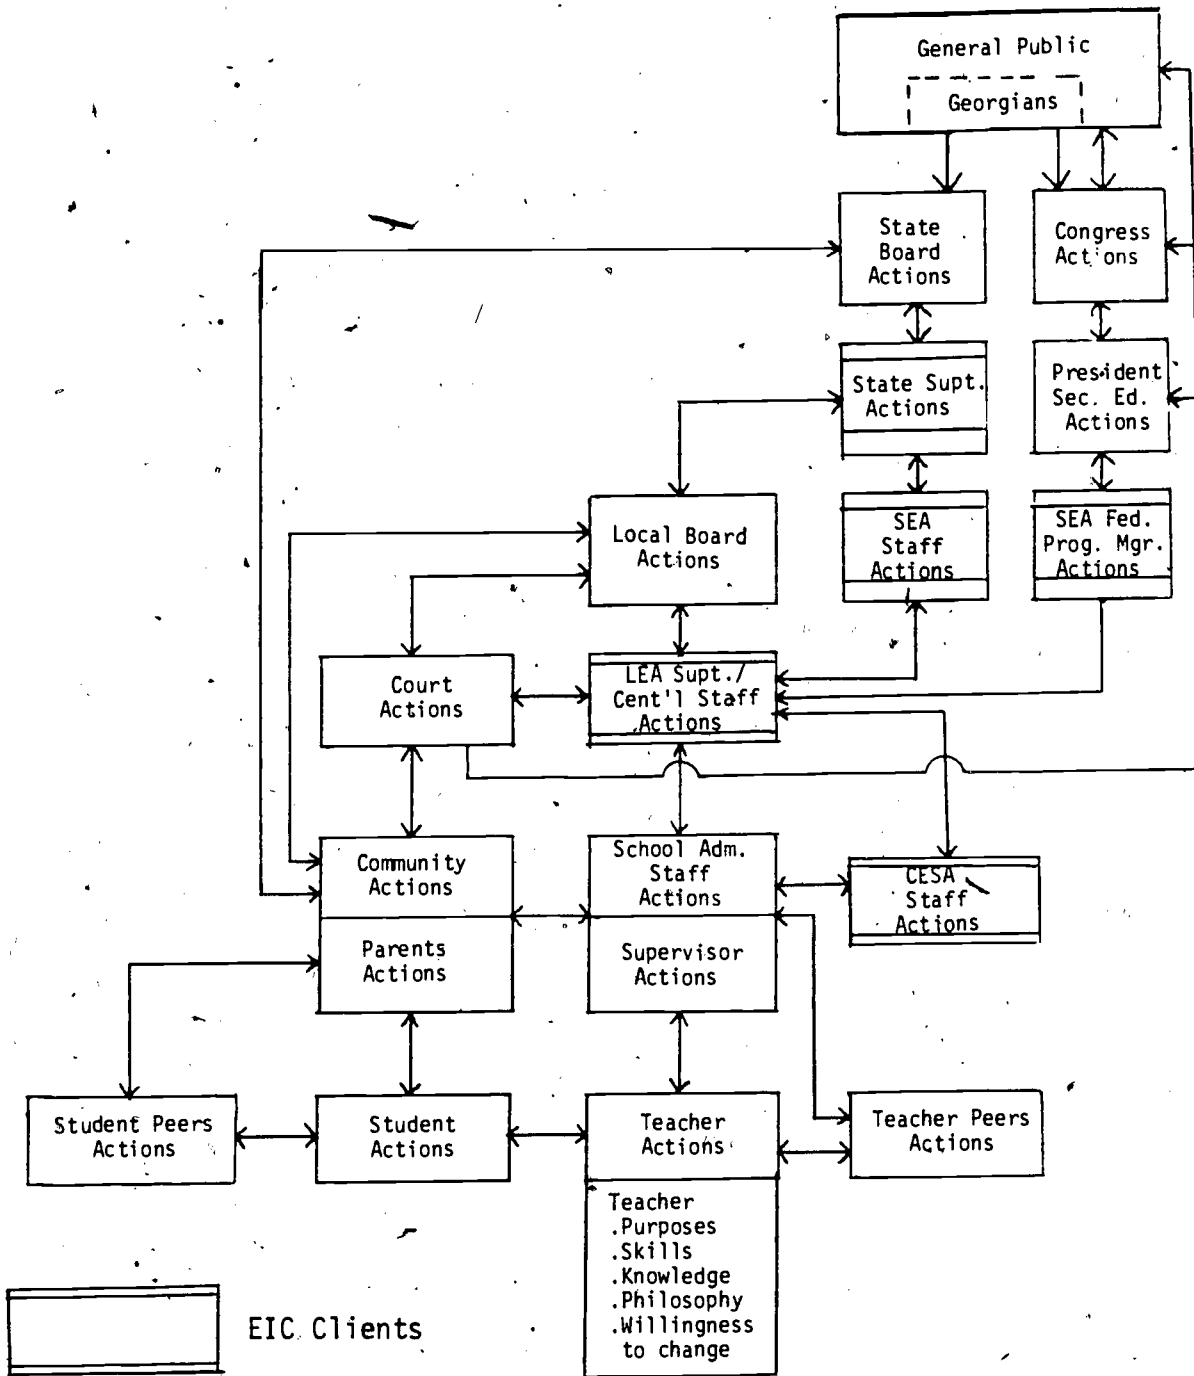 General Public
Georgians
State
Board
Actions
Congress
Actions
State Supt.
Actions
President
Sec. Ed.
Actions
Local Board
Actions
SEA
Staff
Actions
SEA Fed.
Prog. Mgr.
Actions
Court
Actions
LEA Supt./
Cent'l Staff
Actions
Community
Actions
School Adm.
Staff
Actions
CESA
Staff
Actions
Parents
Actions
Supervisor
Actions
Student Peers
Actions
Student
Actions
Teacher
Actions
Teacher Peers
Actions
Teacher
.Purposes
.Skills
.Knowledge
.Philosophy
.Willingness
to change
EIC Clients